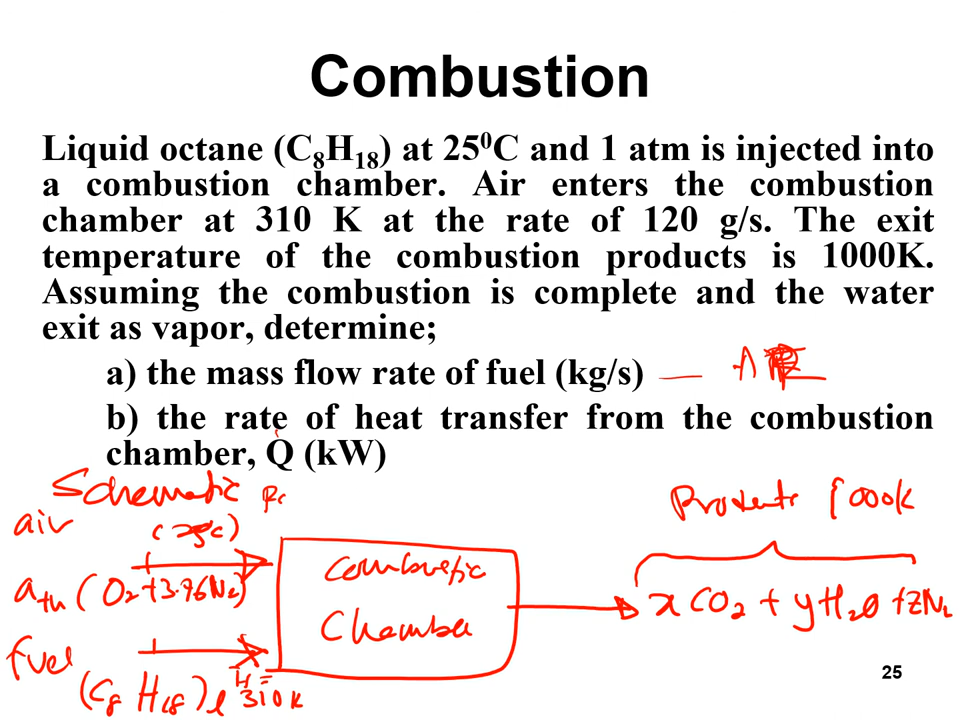 Combustion
Liquid octane (C₈H₁₈) at 25⁰C and 1 atm is injected into
a combustion chamber. Air enters the combustion
chamber at 310 K at the rate of 120 g/s. The exit
temperature of the combustion products is 1000K.
Assuming the combustion is complete and the water
exit as vapor, determine;
a) the mass flow rate of fuel (kg/s)
b) the rate of heat transfer from the combustion
chamber, Q (kW)
Schematic
air
1000K
Chamber
a_th (O₂+3.76N₂)
x CO₂ + y H₂O + z N₂
fuel
(C₈ H₁₈) l
310 K
25